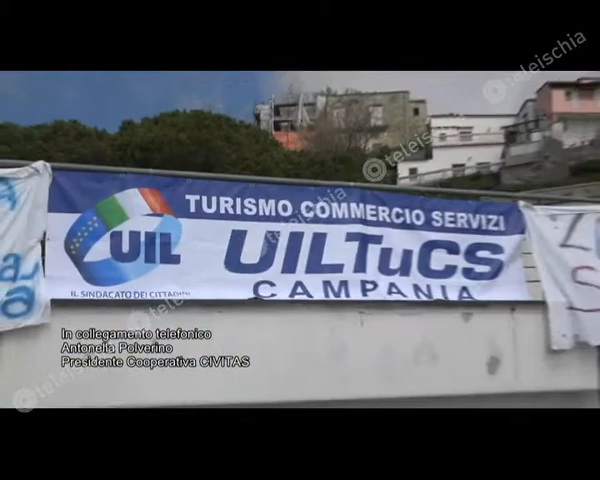 teleischia
TURISMO COMMERCIO SERVIZI
UIL
UILTuCS
IL SINDACATO DEI CITTADINI
CAMPANIA
In collegamento telefonico
Antonella Polverino
Presidente Cooperativa CIVITAS